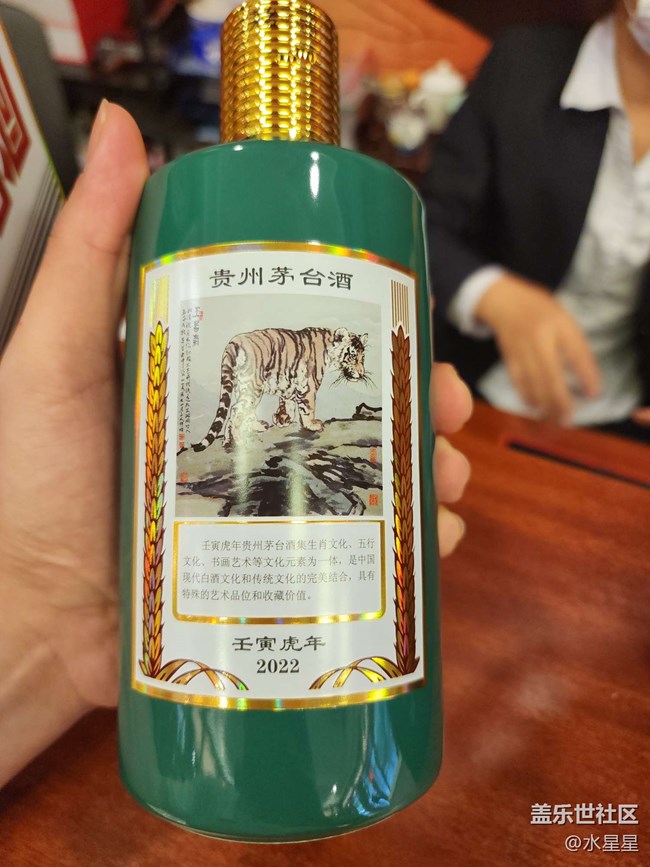 贵州茅台酒
壬寅虎年贵州茅台酒集生肖文化、五行
文化、书画艺术等文化元素为一体，是中国
现代白酒文化和传统文化的完美结合，具有
特殊的艺术品位和收藏价值。
壬寅虎年
2022
盖乐世社区
@水星星